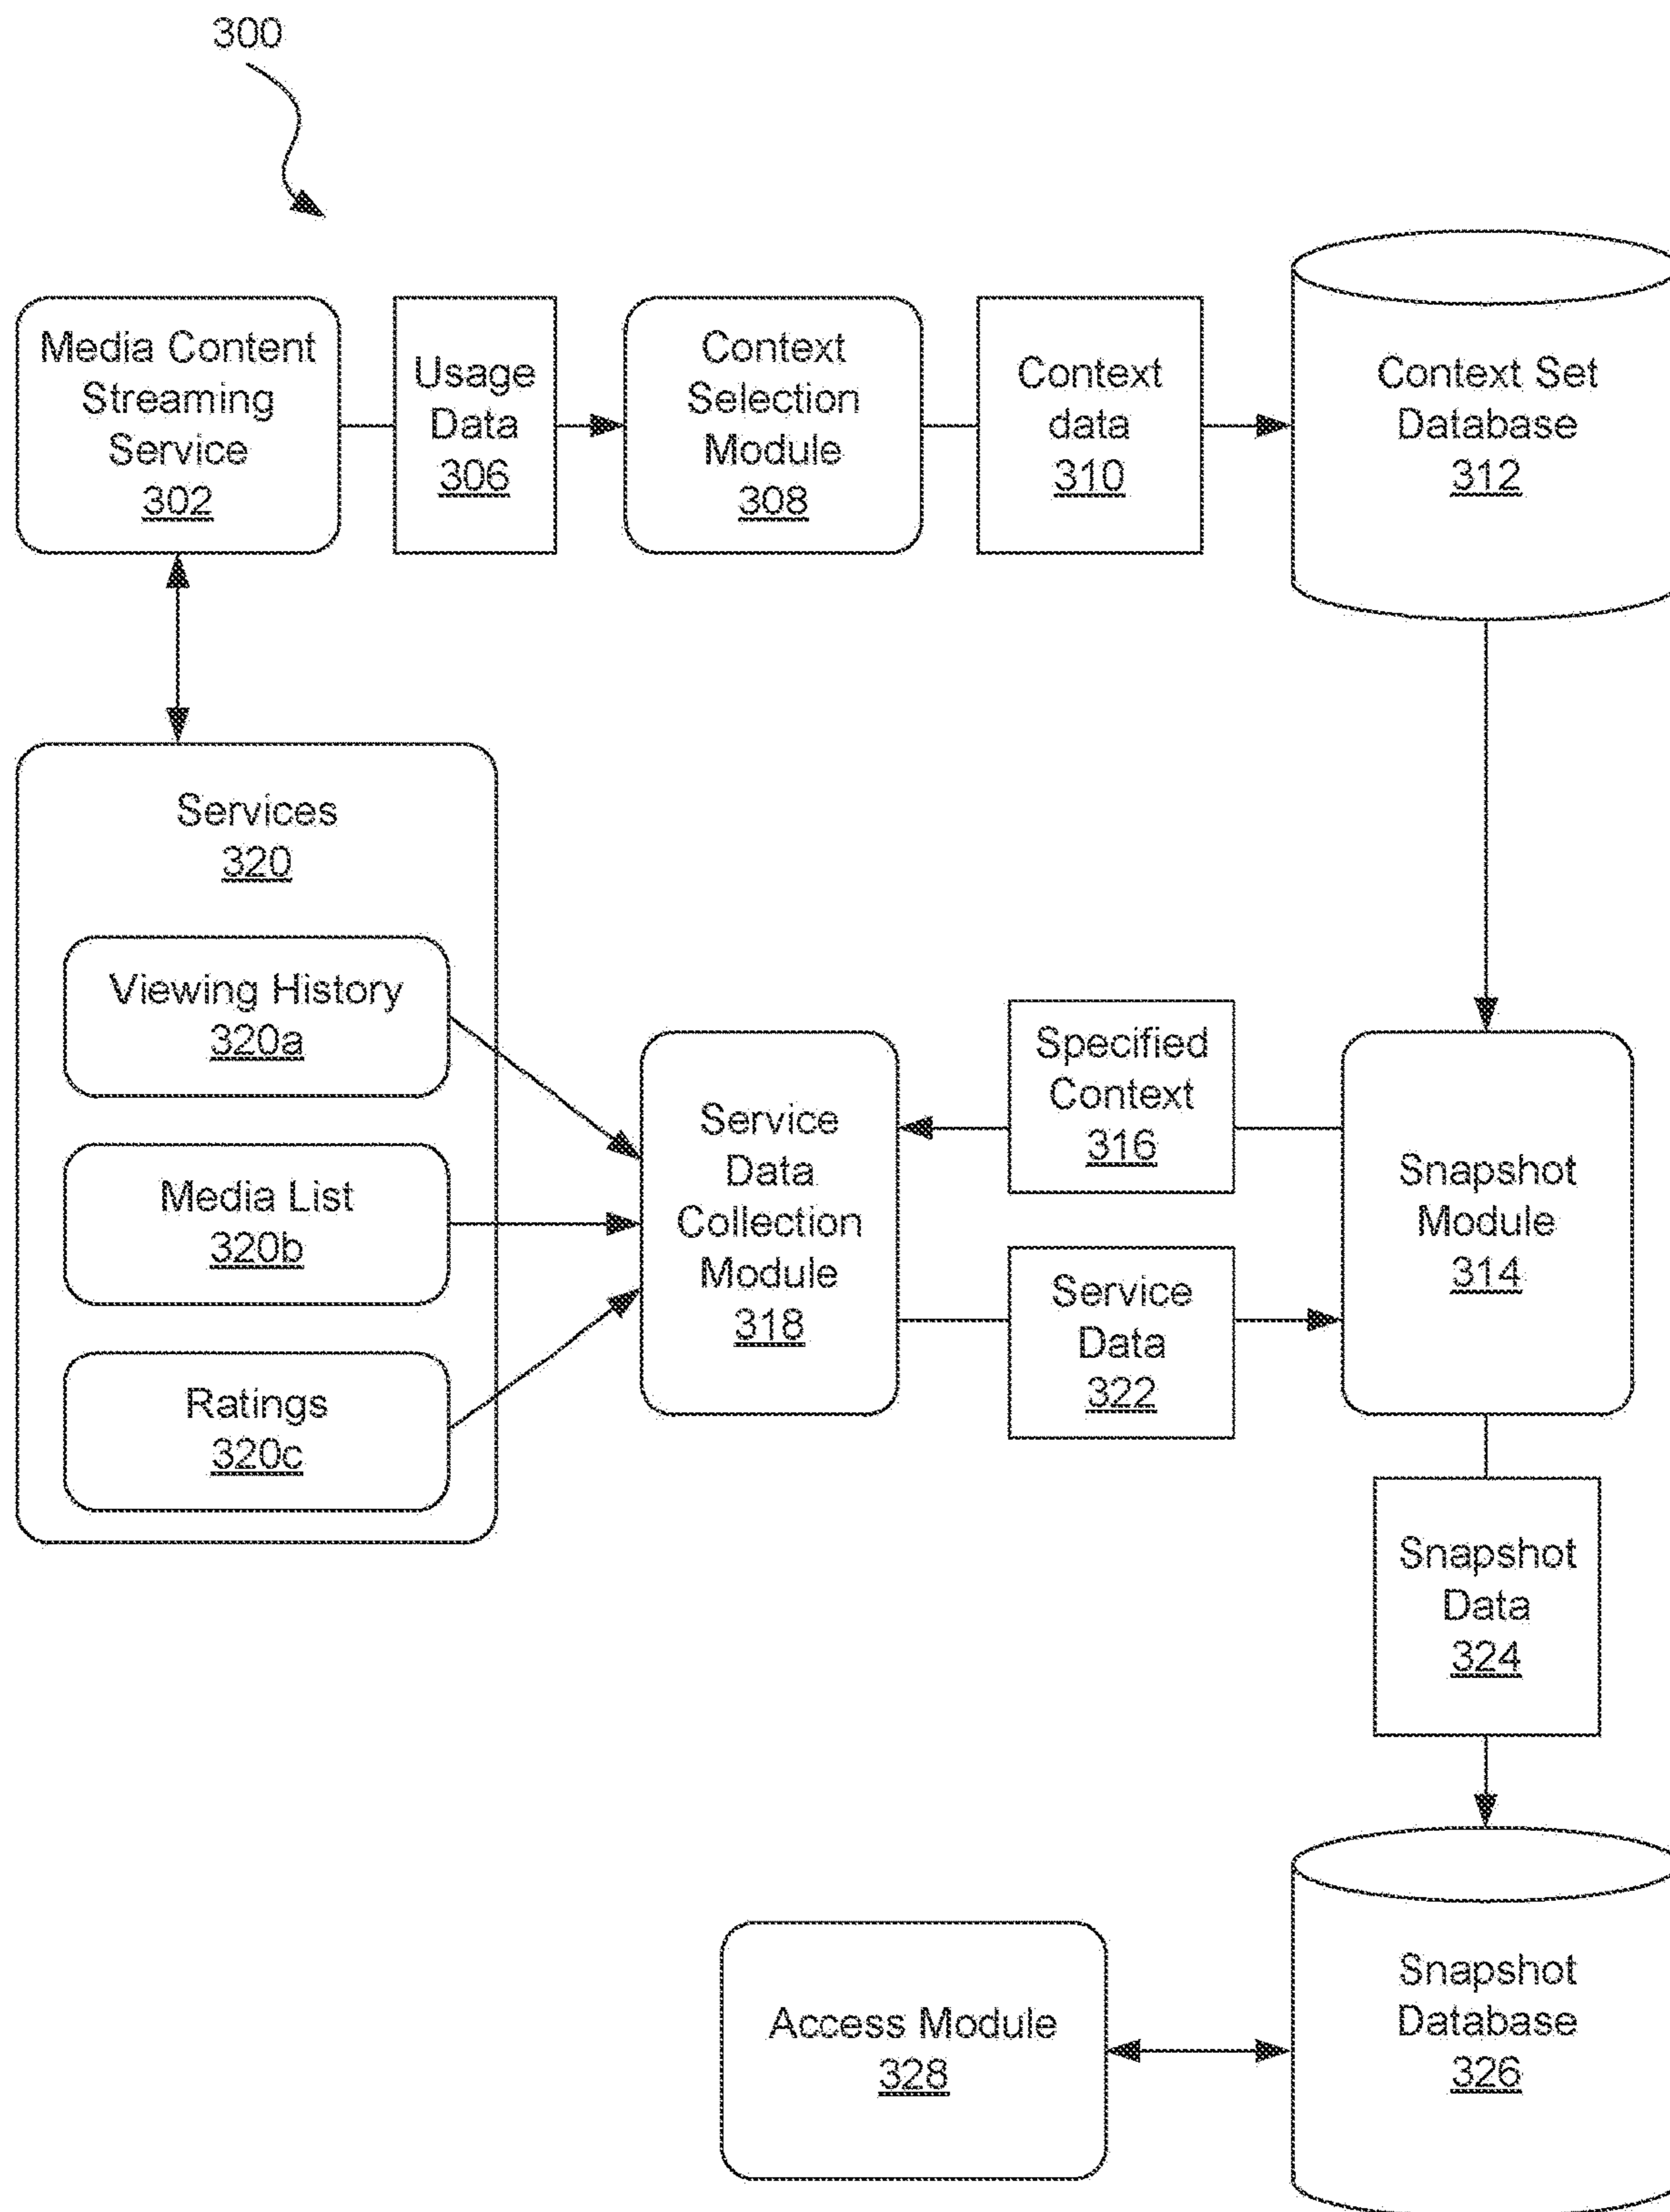 300
Media Content
Streaming
Service
302
Usage
Data
306
Context
Selection
Module
308
Context
data
310
Context Set
Database
312
Services
320
Viewing History
320a
Media List
320b
Ratings
320c
Service
Data
Collection
Module
318
Specified
Context
316
Service
Data
322
Snapshot
Module
314
Snapshot
Data
324
Access Module
328
Snapshot
Database
326